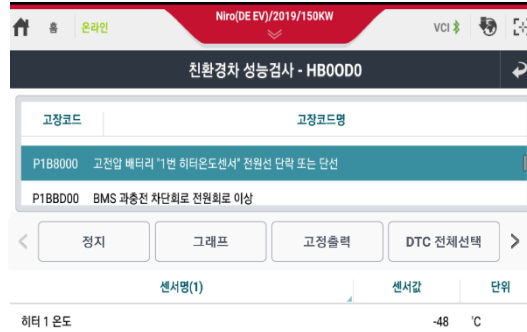 Niro(DE EV)/2019/150KW
홈 온라인 VCI
친환경차 성능검사 - HB0OD0
고장코드 고장코드명
P1B8000 고전압 배터리 "1번 히터온도센서" 전원선 단락 또는 단선
P1BBD00 BMS 과충전 차단회로 전원회로 이상
< 정지 그래프 고정출력 DTC 전체선택 >
센서명(1) 센서값 단위
히터 1 온도 -48 ℃